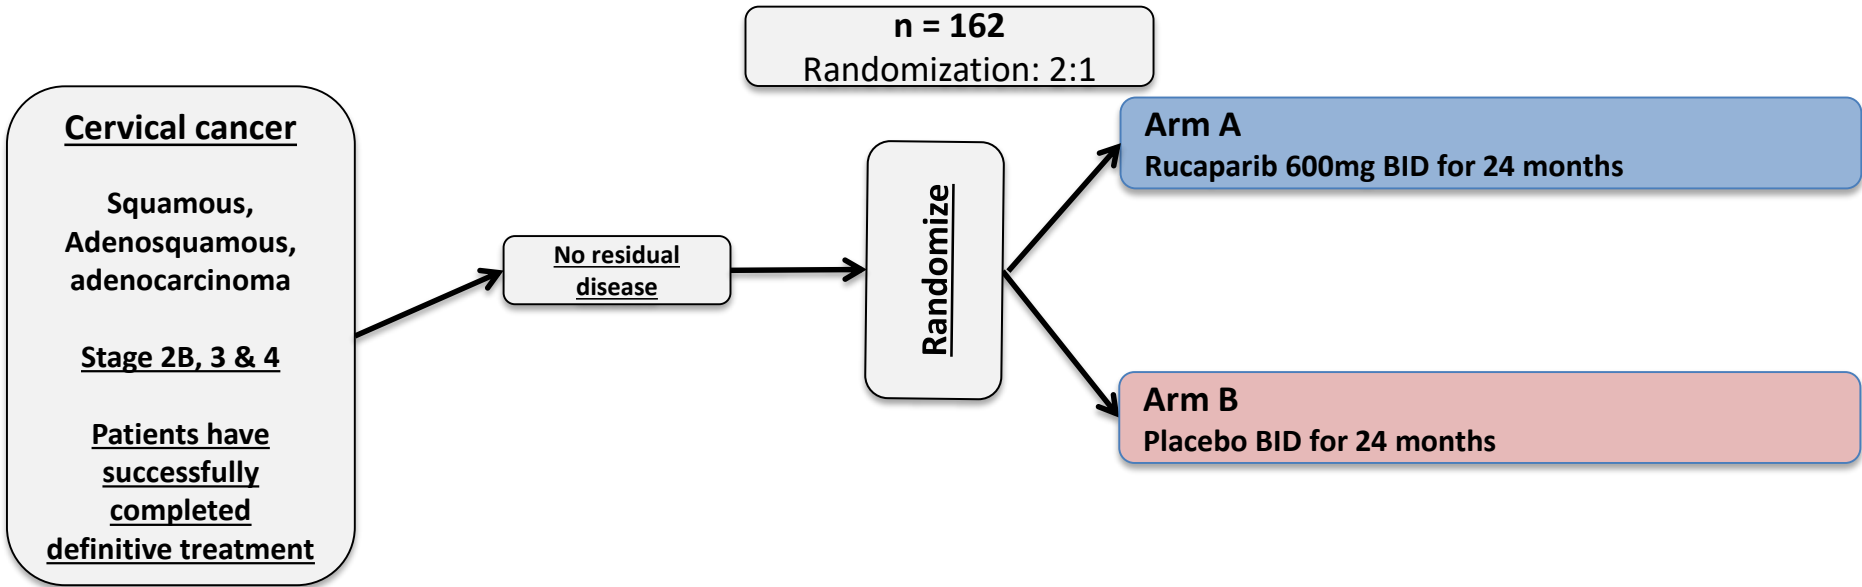 n = 162
Randomization: 2:1
Cervical cancer
Squamous,
Adenosquamous,
adenocarcinoma
Stage 2B, 3 & 4
Patients have
successfully
completed
definitive treatment
No residual
disease
Randomize
Arm A
Rucaparib 600mg BID for 24 months
Arm B
Placebo BID for 24 months